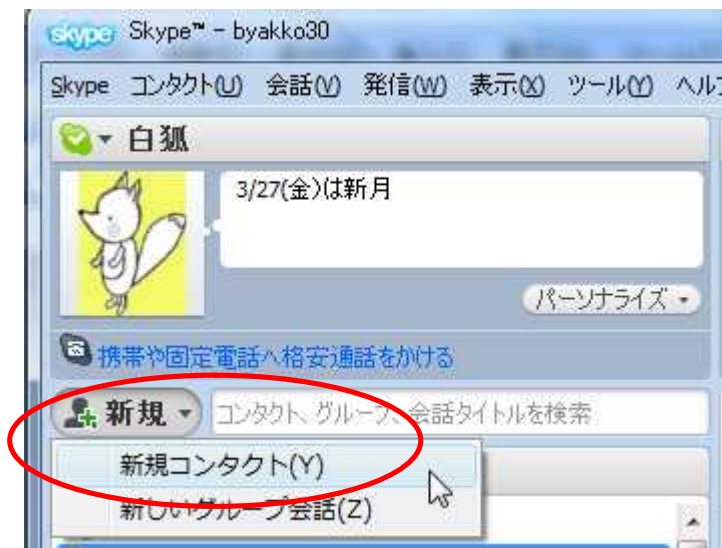 skype Skype™ - byakko30
Skype コンタクト(U) 会話(V) 発信(W) 表示(X) ツール(Y) ヘル
白狐
3/27(金)は新月
パーソナライズ
携帯や固定電話へ格安通話をかける
新規 コンタクト、グループ、会話タイトルを検索
新規コンタクト(Y)
新しいグループ会話(Z)